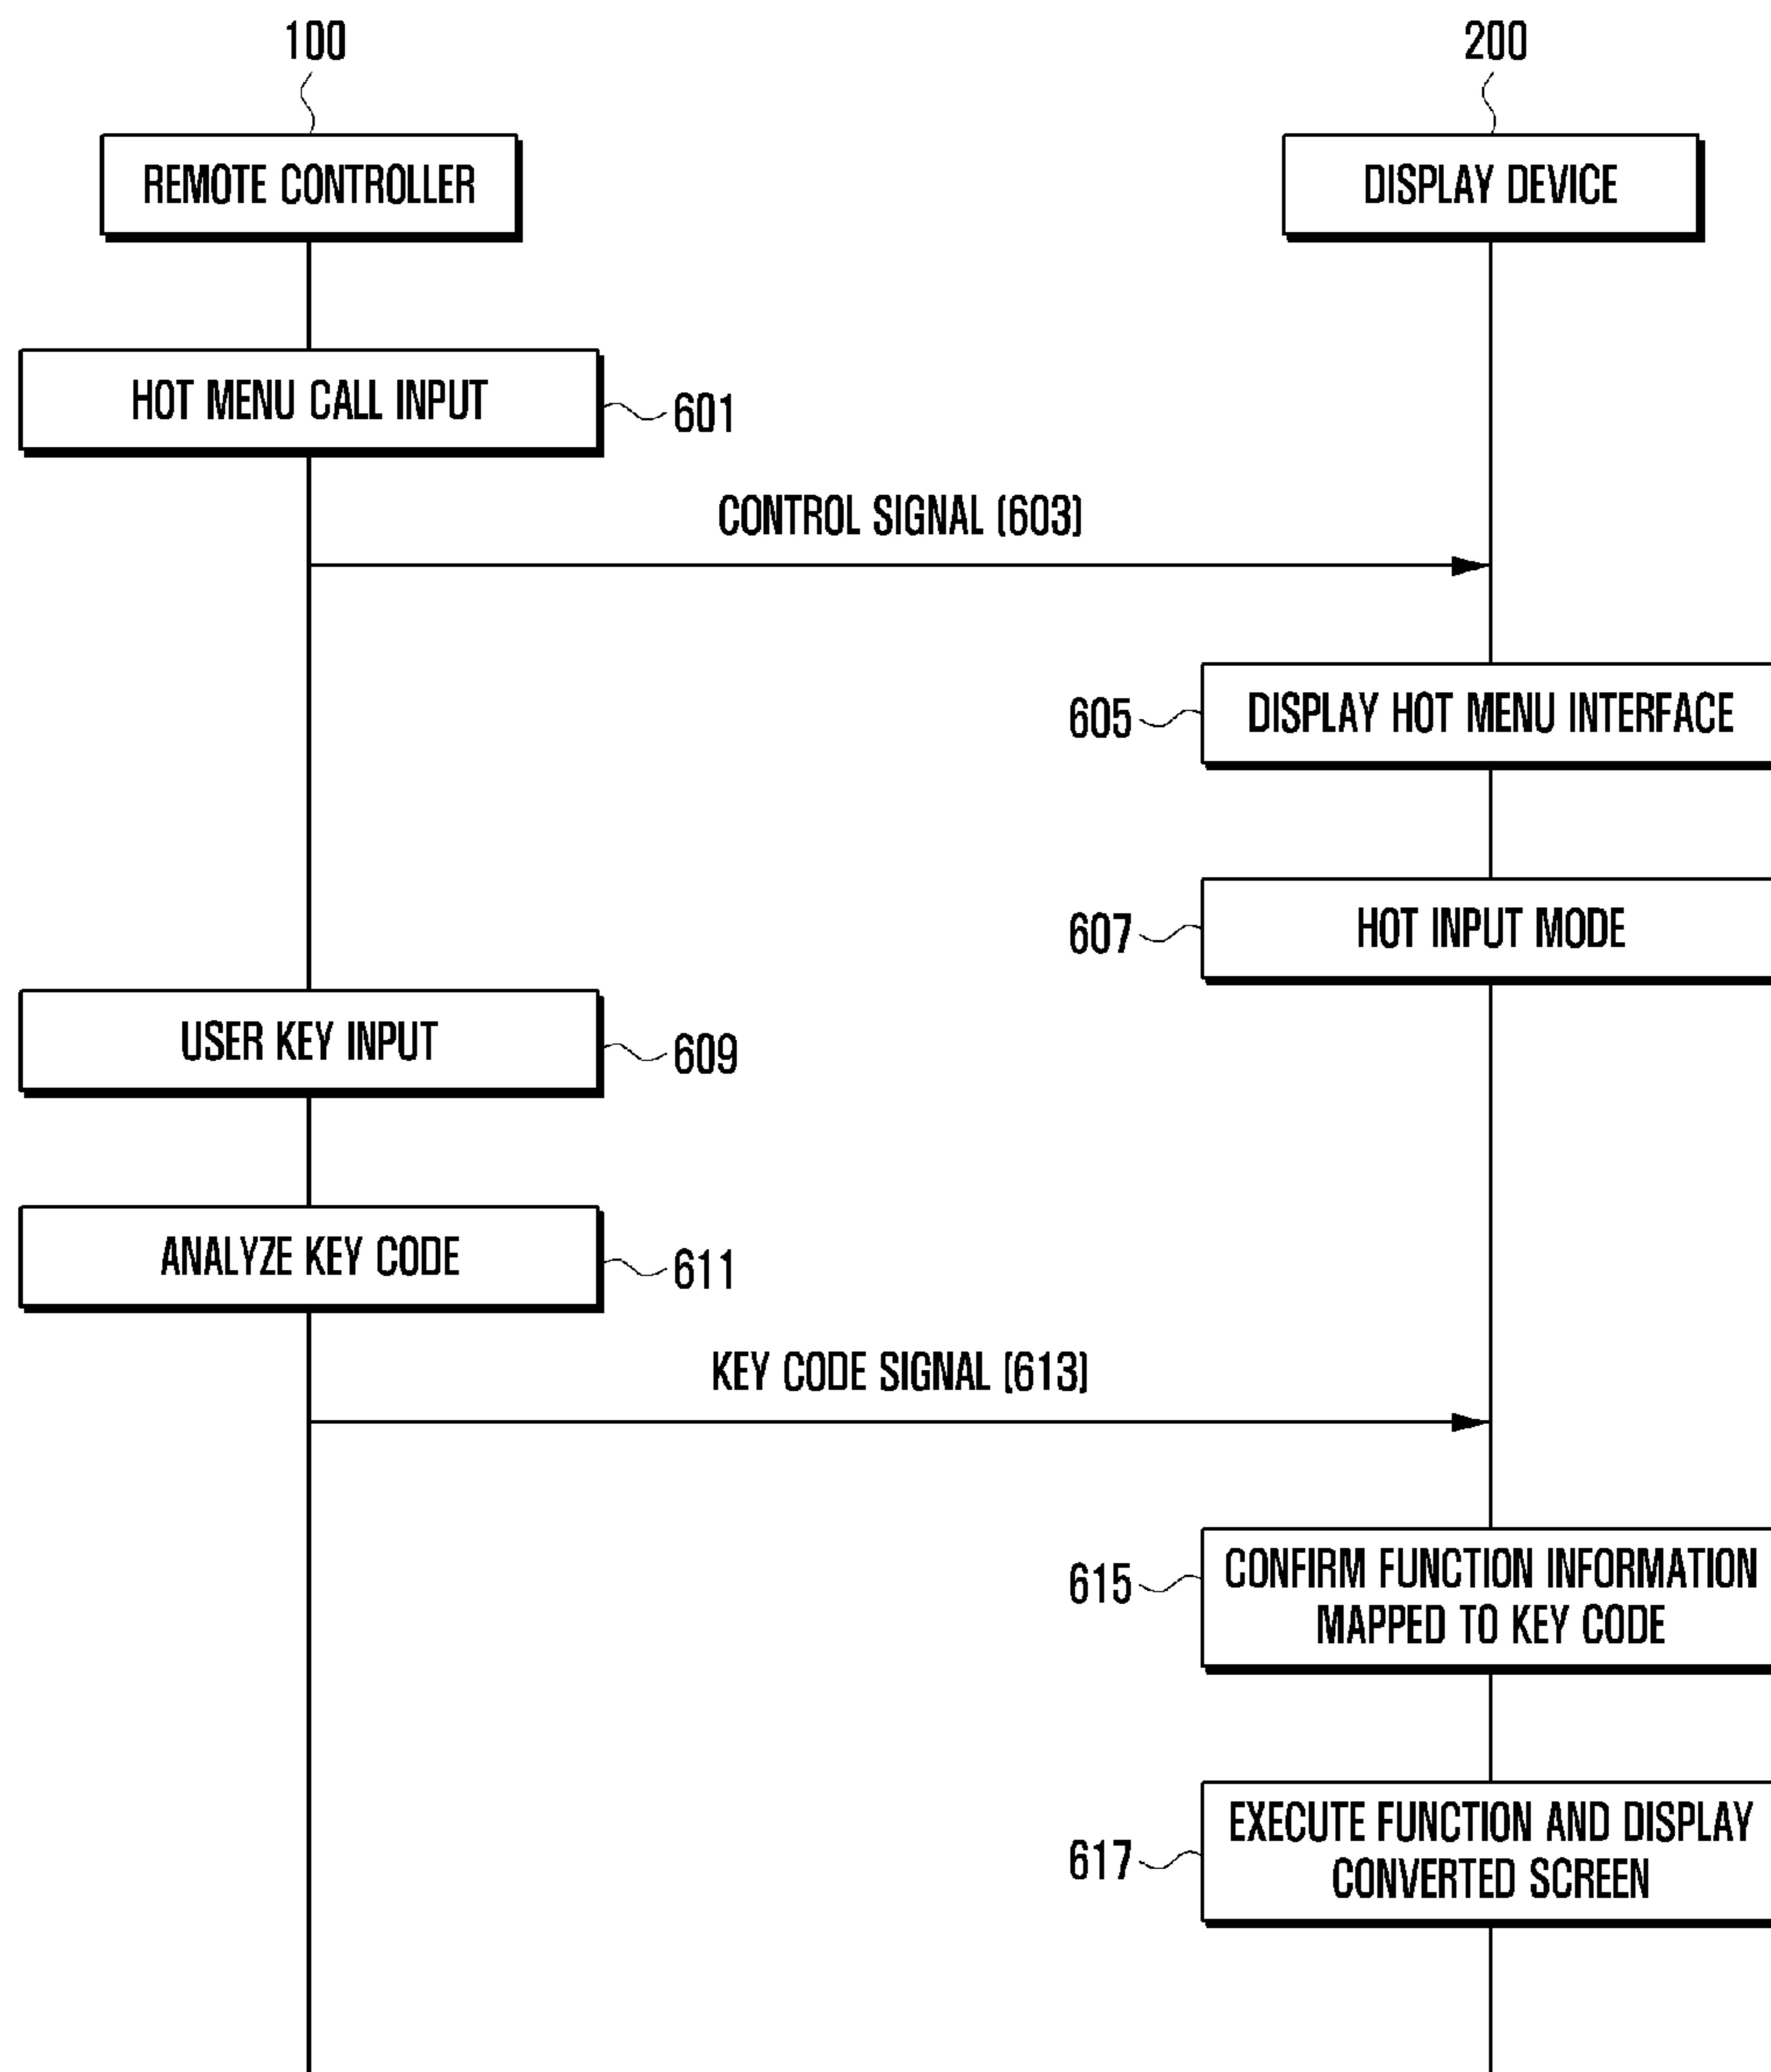 100
200
REMOTE CONTROLLER
DISPLAY DEVICE
HOT MENU CALL INPUT
601
CONTROL SIGNAL (603)
605
DISPLAY HOT MENU INTERFACE
607
HOT INPUT MODE
USER KEY INPUT
609
ANALYZE KEY CODE
611
KEY CODE SIGNAL (613)
615
CONFIRM FUNCTION INFORMATION
MAPPED TO KEY CODE
617
EXECUTE FUNCTION AND DISPLAY
CONVERTED SCREEN